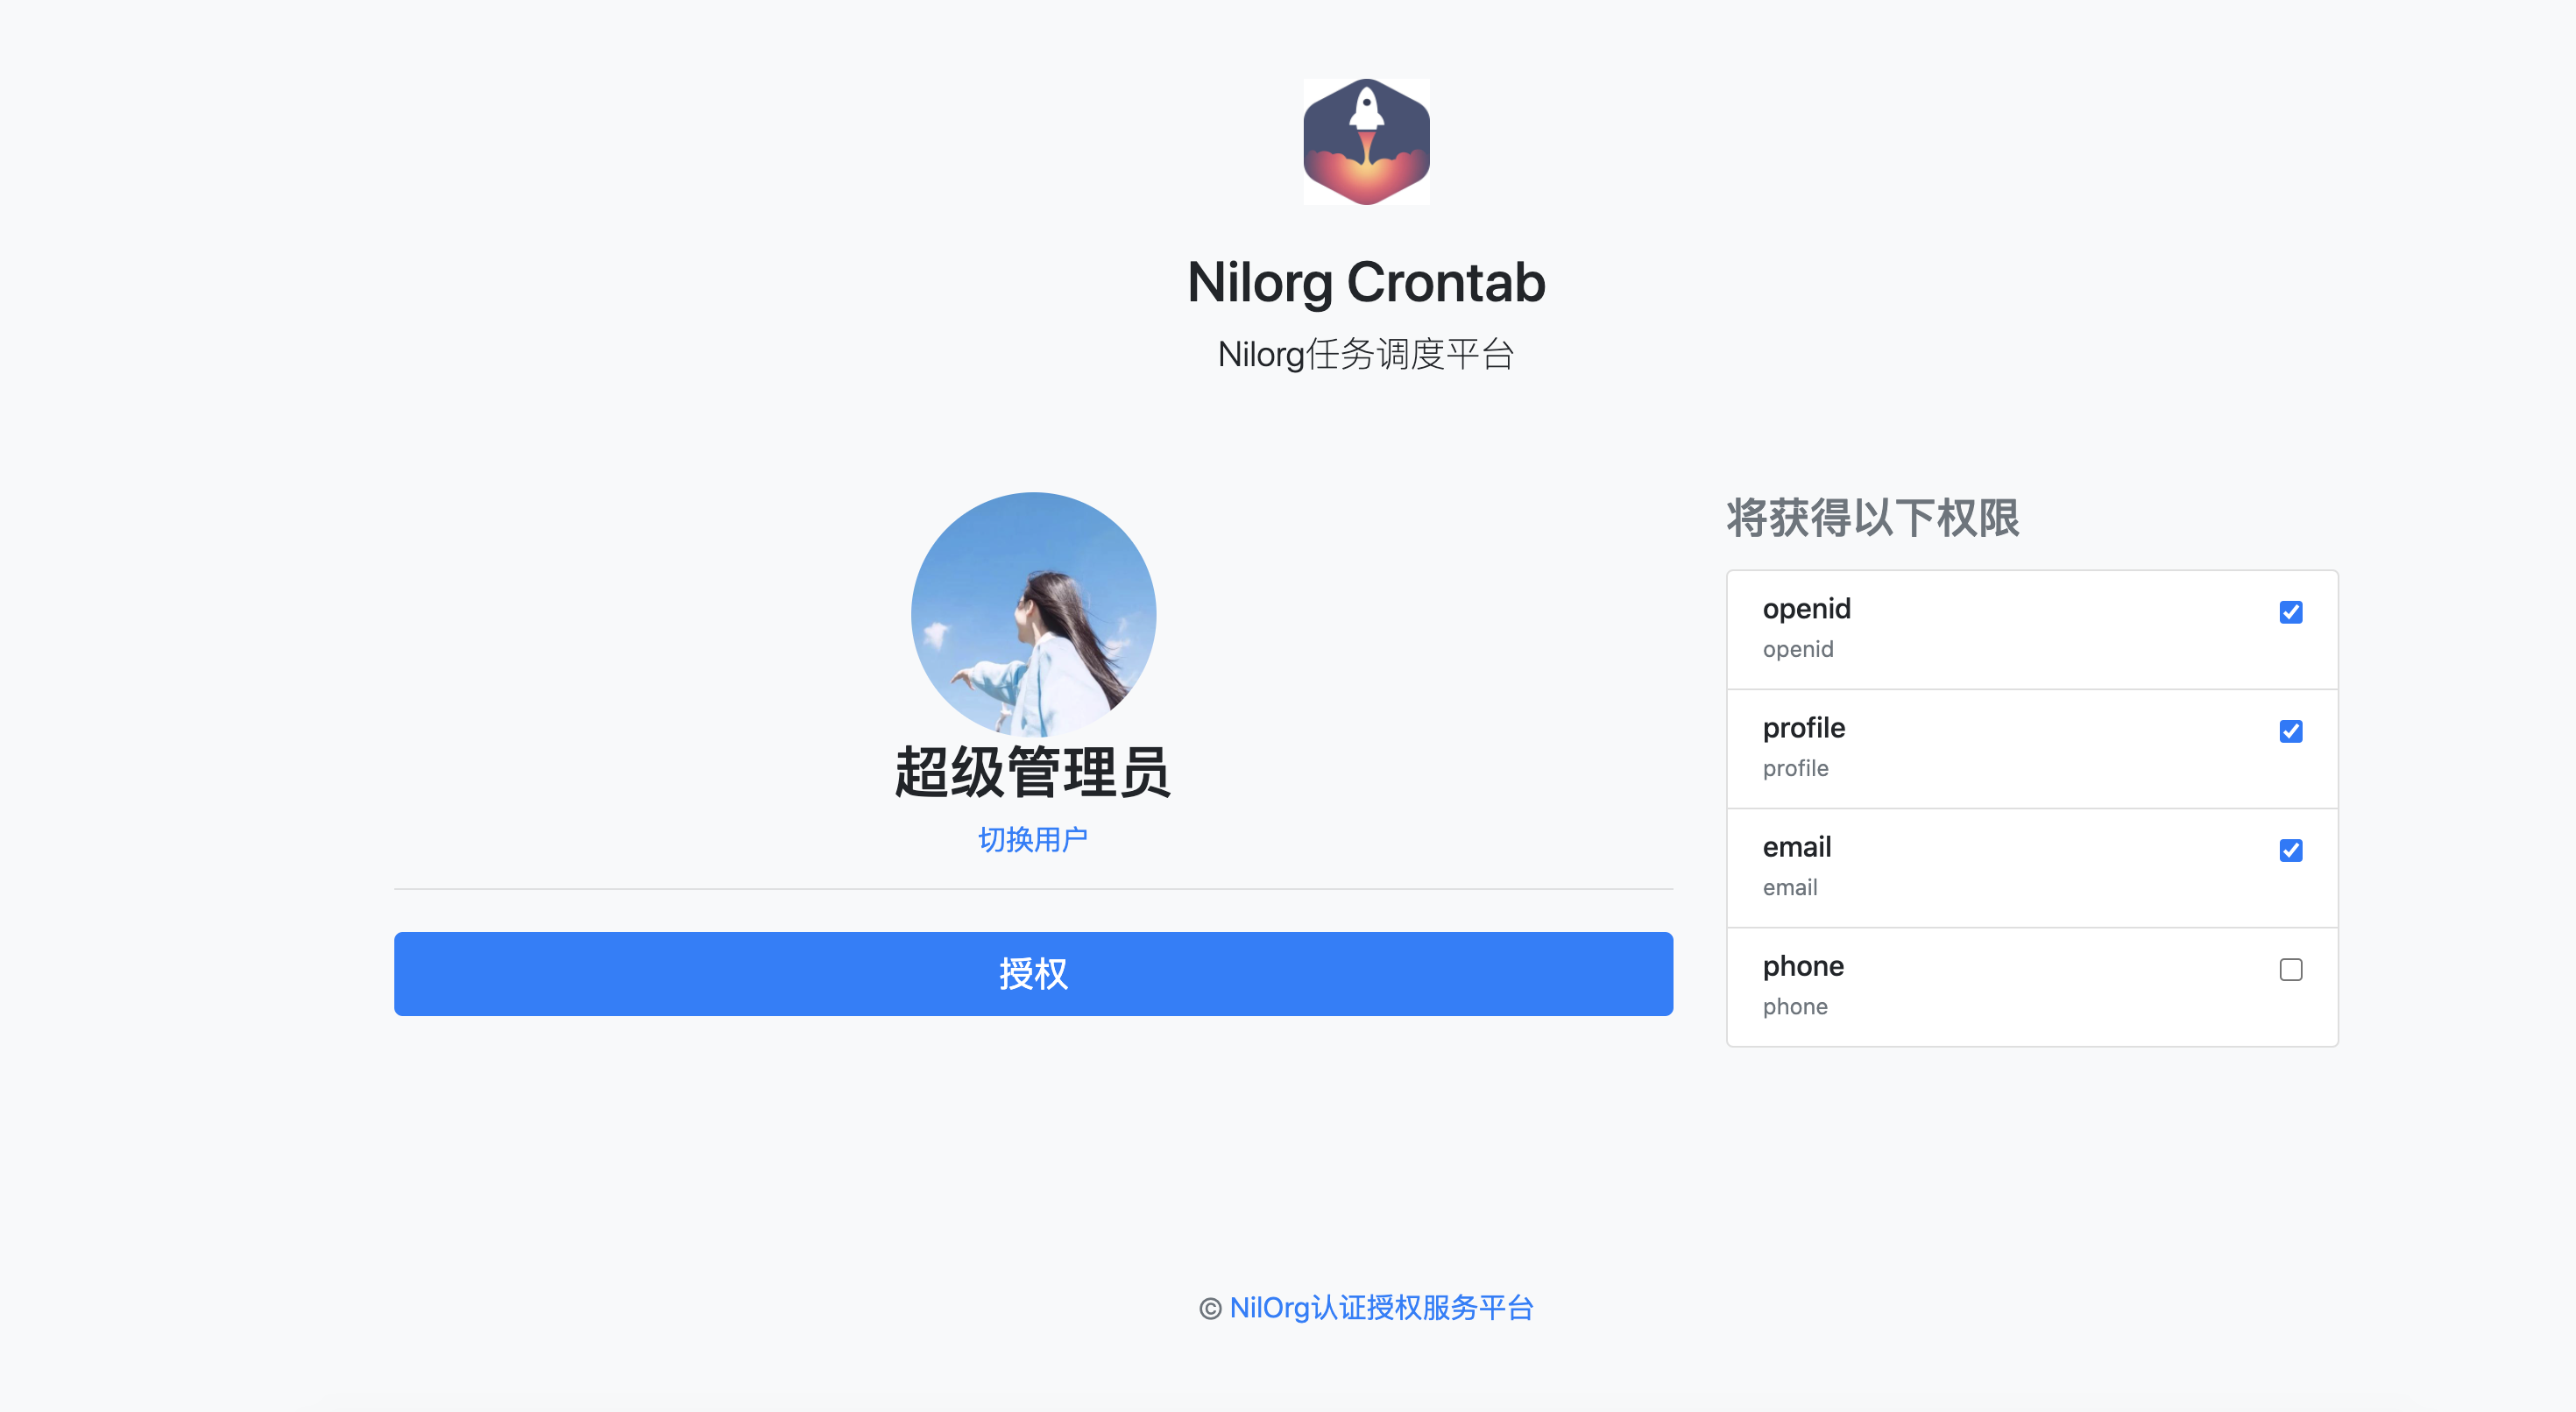 Nilorg Crontab
Nilorg任务调度平台
超级管理员
切换用户
授权
将获得以下权限
openid
openid
profile
profile
email
email
phone
phone
© NilOrg认证授权服务平台